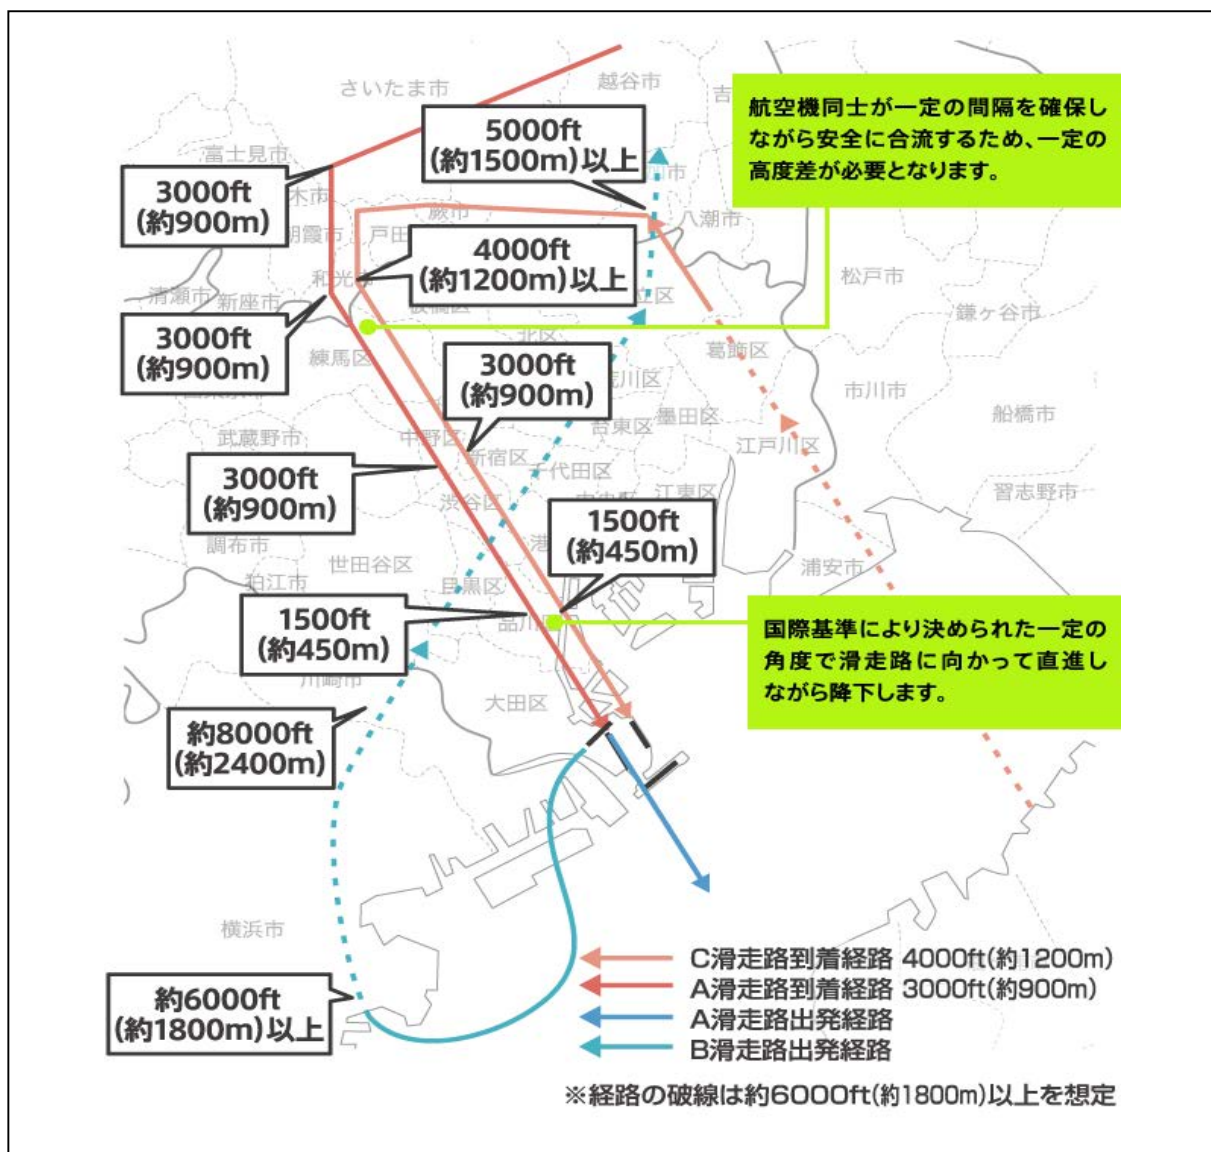 さいたま市
越谷市
航空機同士が一定の間隔を確保し
ながら安全に合流するため、一定の
高度差が必要となります。
5000ft
(約1500m)以上
富士見市
3000ft
(約900m)
木市
蕨市
八潮市
朝霞市
戸田
4000ft
(約1200m)以上
和光市
松戸市
清瀬市
新座市
立区
板橋区
鎌ヶ谷市
3000ft
(約900m)
北区
練馬区
3000ft
(約900m)
葛飾区
荒川区
市川市
船橋市
武蔵野市
中野区
新宿区
台東区
墨田区
江戸川区
千代田区
3000ft
(約900m)
渋谷区
江東区
習志野市
1500ft
(約450m)
調布市
世田谷区
港
浦安市
狛江市
目黒区
1500ft
(約450m)
品川
国際基準により決められた一定の
角度で滑走路に向かって直進し
ながら降下します。
川崎市
大田区
約8000ft
(約2400m)
横浜市
約6000ft
(約1800m)以上
C滑走路到着経路 4000ft(約1200m)
A滑走路到着経路 3000ft(約900m)
A滑走路出発経路
B滑走路出発経路
※経路の破線は約6000ft(約1800m)以上を想定